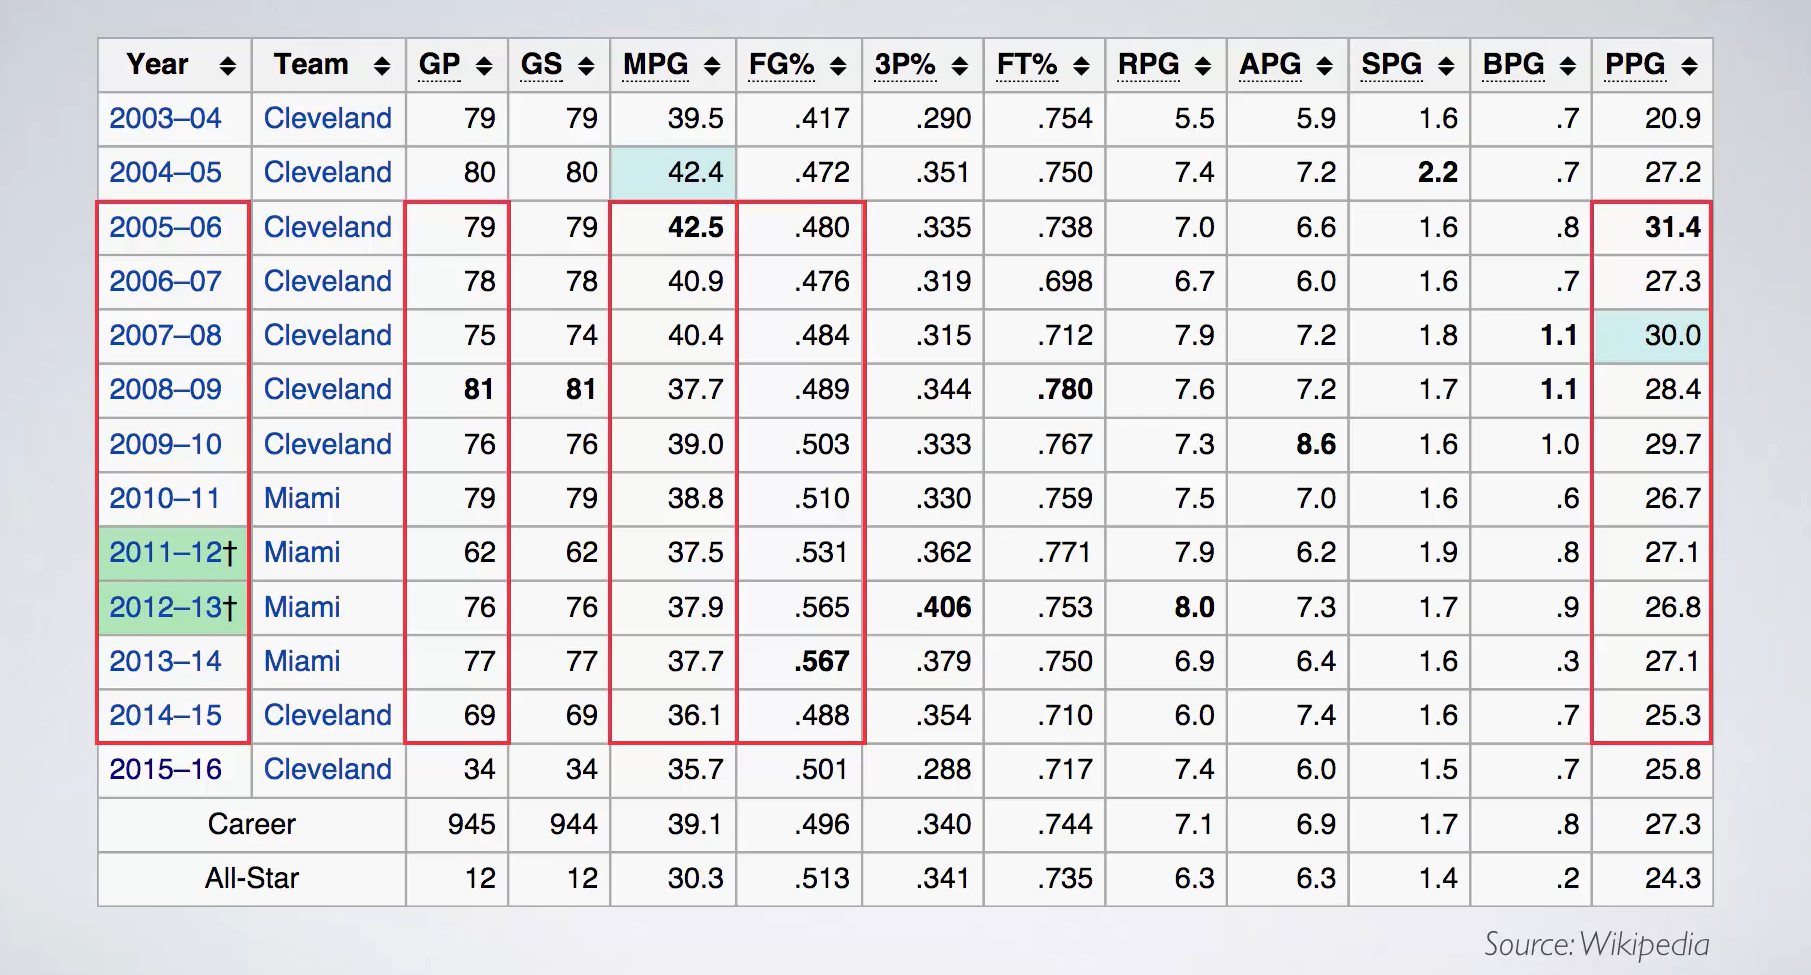 Year Team GP GS MPG FG% 3P% FT% RPG APG SPG BPG PPG
2003–04 Cleveland 79 79 39.5 .417 .290 .754 5.5 5.9 1.6 .7 20.9
2004–05 Cleveland 80 80 42.4 .472 .351 .750 7.4 7.2 2.2 .7 27.2
2005–06 Cleveland 79 79 42.5 .480 .335 .738 7.0 6.6 1.6 .8 31.4
2006–07 Cleveland 78 78 40.9 .476 .319 .698 6.7 6.0 1.6 .7 27.3
2007–08 Cleveland 75 74 40.4 .484 .315 .712 7.9 7.2 1.8 1.1 30.0
2008–09 Cleveland 81 81 37.7 .489 .344 .780 7.6 7.2 1.7 1.1 28.4
2009–10 Cleveland 76 76 39.0 .503 .333 .767 7.3 8.6 1.6 1.0 29.7
2010–11 Miami 79 79 38.8 .510 .330 .759 7.5 7.0 1.6 .6 26.7
2011–12† Miami 62 62 37.5 .531 .362 .771 7.9 6.2 1.9 .8 27.1
2012–13† Miami 76 76 37.9 .565 .406 .753 8.0 7.3 1.7 .9 26.8
2013–14 Miami 77 77 37.7 .567 .379 .750 6.9 6.4 1.6 .3 27.1
2014–15 Cleveland 69 69 36.1 .488 .354 .710 6.0 7.4 1.6 .7 25.3
2015–16 Cleveland 34 34 35.7 .501 .288 .717 7.4 6.0 1.5 .7 25.8
Career 945 944 39.1 .496 .340 .744 7.1 6.9 1.7 .8 27.3
All-Star 12 12 30.3 .513 .341 .735 6.3 6.3 1.4 .2 24.3
Source: Wikipedia